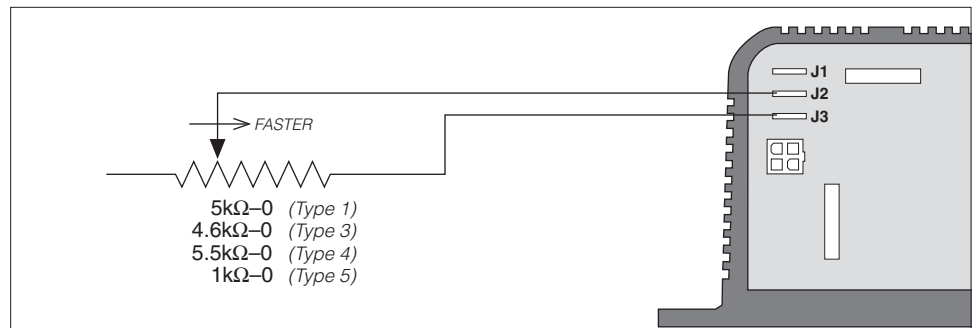 J1
J2
J3
FASTER
5kΩ–0 (Type 1)
4.6kΩ–0 (Type 3)
5.5kΩ–0 (Type 4)
1kΩ–0 (Type 5)